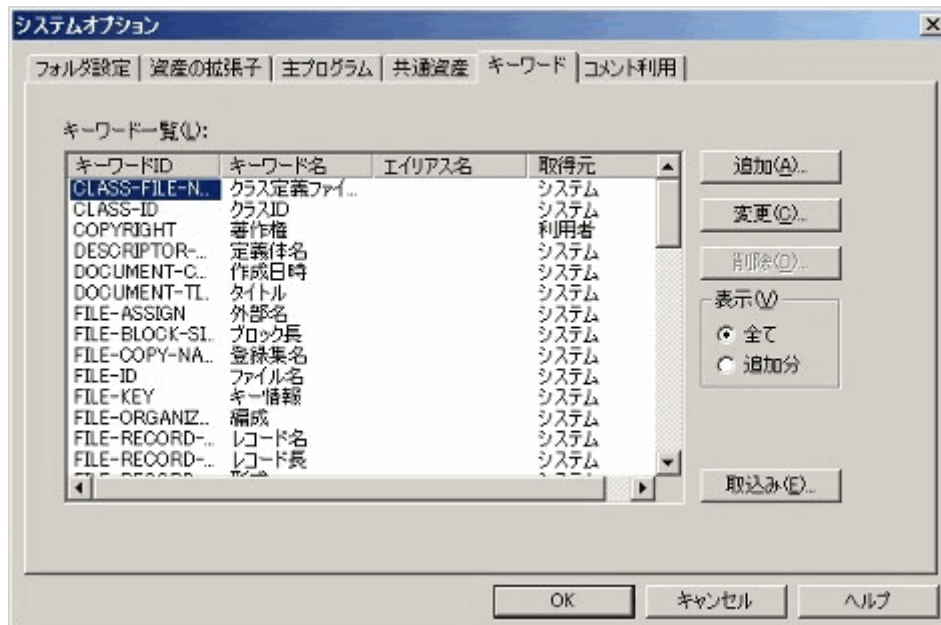 システムオプション
フォルダ設定 資産の拡張子 主プログラム 共通資産 キーワード コメント利用
キーワード一覧(L):
キーワードID キーワード名 エイリアス名 取得元
CLASS-FILE-N... クラス定義ファイ... システム
CLASS-ID クラスID システム
COPYRIGHT 著作権 利用者
DESCRIPTOR-... 定義体名 システム
DOCUMENT-C... 作成日時 システム
DOCUMENT-TI... タイトル システム
FILE-ASSIGN 外部名 システム
FILE-BLOCK-SI... ブロック長 システム
FILE-COPY-NA... 登録集名 システム
FILE-ID ファイル名 システム
FILE-KEY キー情報 システム
FILE-ORGANIZ... 編成 システム
FILE-RECORD-... レコード名 システム
FILE-RECORD-... レコード長 システム
追加(A)...
変更(C)...
削除(D)...
表示(V)
全て
追加分
取込み(E)...
OK キャンセル ヘルプ